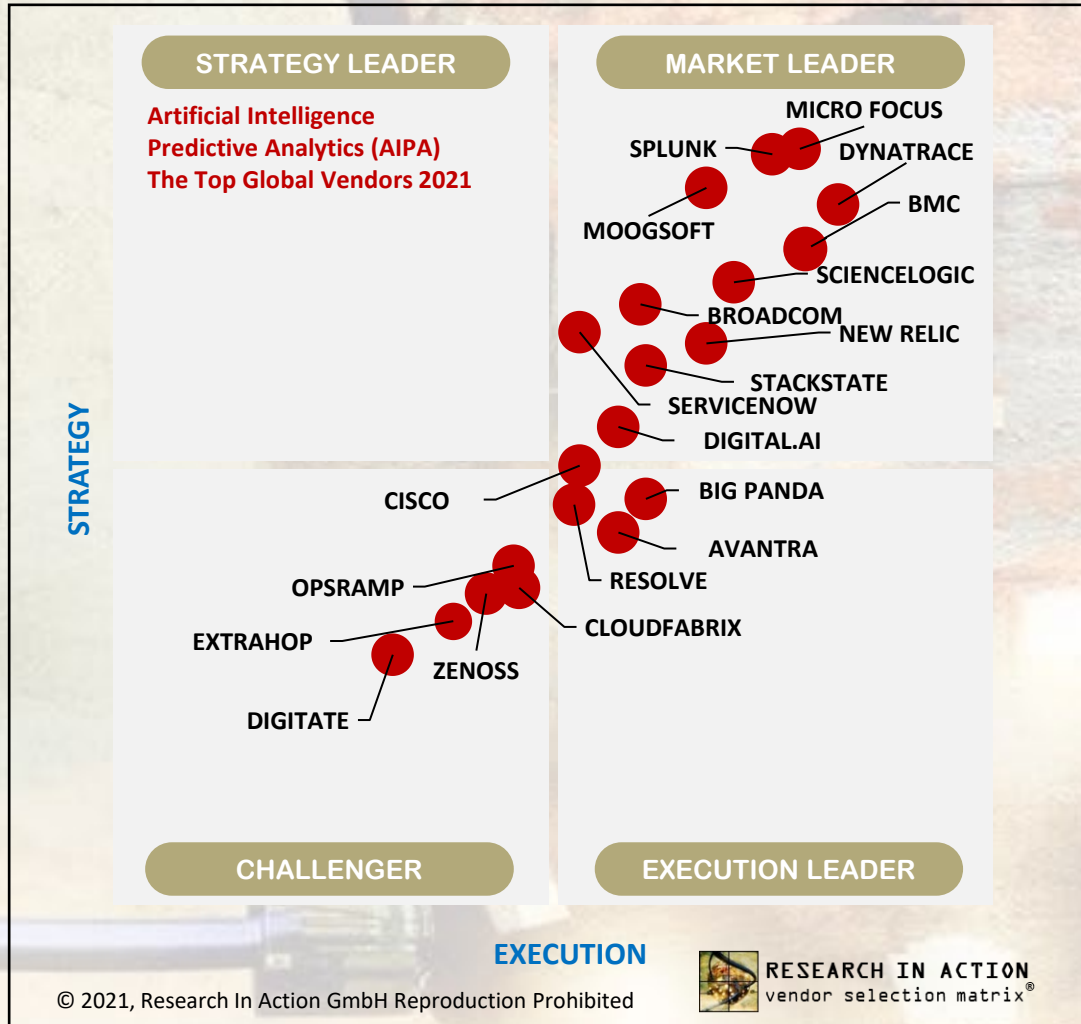 STRATEGY LEADER
MARKET LEADER
Artificial Intelligence
Predictive Analytics (AIPA)
The Top Global Vendors 2021
MICRO FOCUS
SPLUNK
DYNATRACE
BMC
MOOGSOFT
SCIENCELOGIC
BROADCOM
NEW RELIC
STACKSTATE
SERVICENOW
DIGITAL.AI
STRATEGY
CISCO
BIG PANDA
AVANTRA
OPSRAMP
RESOLVE
CLOUDFABRIX
EXTRAHOP
ZENOSS
DIGITATE
CHALLENGER
EXECUTION LEADER
EXECUTION
RESEARCH IN ACTION
vendor selection matrix®
© 2021, Research In Action GmbH Reproduction Prohibited